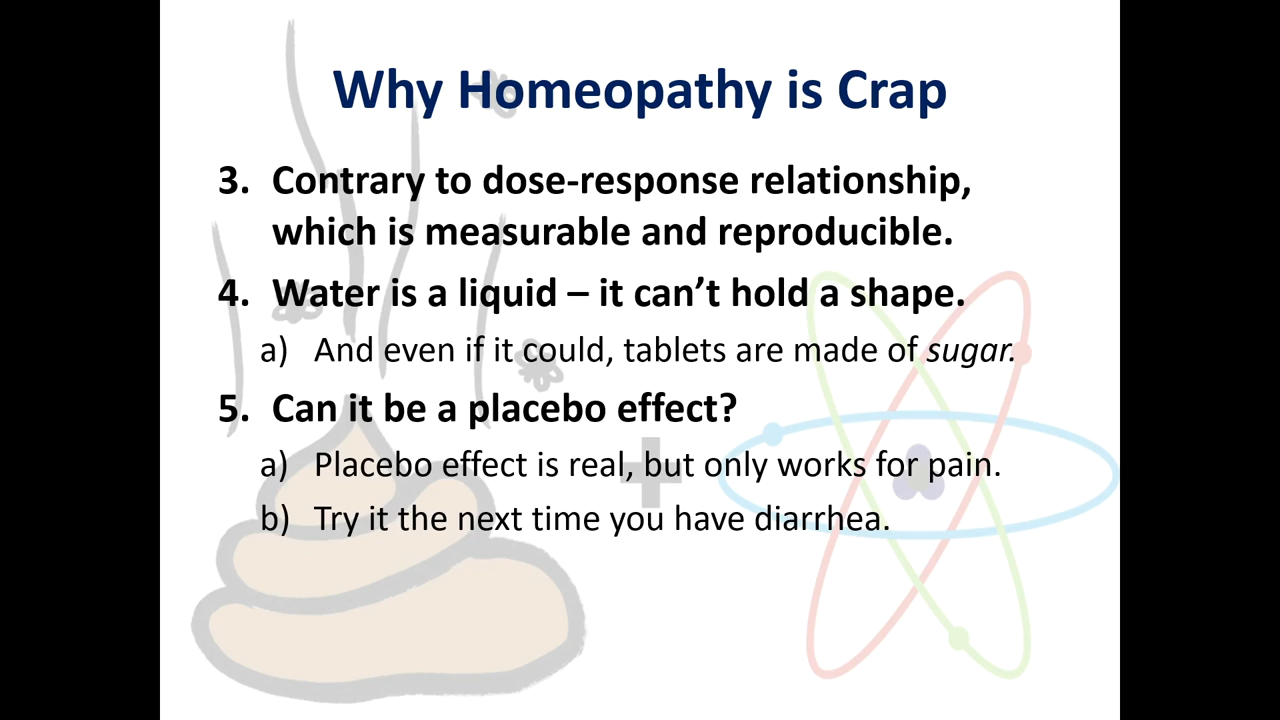 Why Homeopathy is Crap
3. Contrary to dose-response relationship,
which is measurable and reproducible.
4. Water is a liquid – it can’t hold a shape.
a) And even if it could, tablets are made of sugar.
5. Can it be a placebo effect?
a) Placebo effect is real, but only works for pain.
b) Try it the next time you have diarrhea.